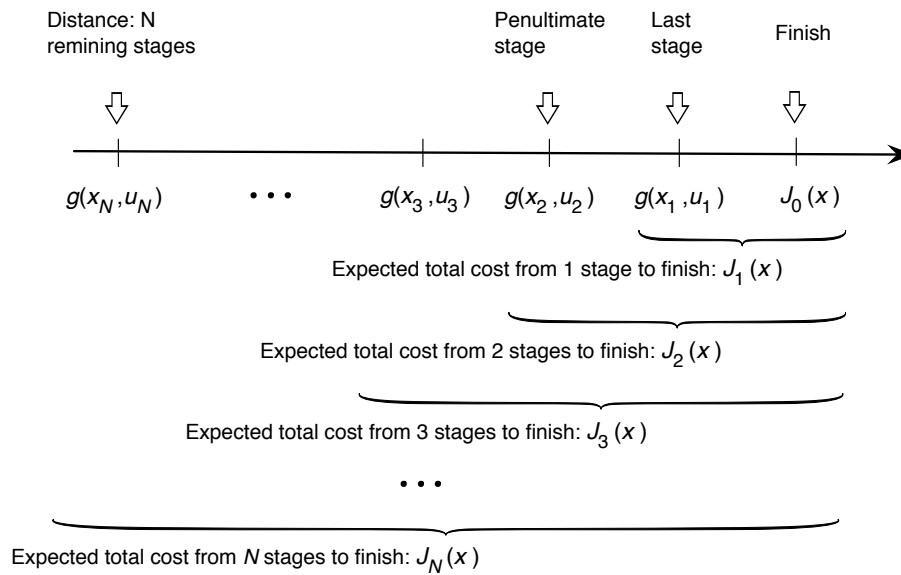 Distance: N
remining stages
Penultimate
stage
Last
stage
Finish
g(x_N, u_N)
• • •
g(x_3, u_3)
g(x_2, u_2)
g(x_1, u_1)
J_0(x)
Expected total cost from 1 stage to finish: J_1(x)
Expected total cost from 2 stages to finish: J_2(x)
Expected total cost from 3 stages to finish: J_3(x)
• • •
Expected total cost from N stages to finish: J_N(x)